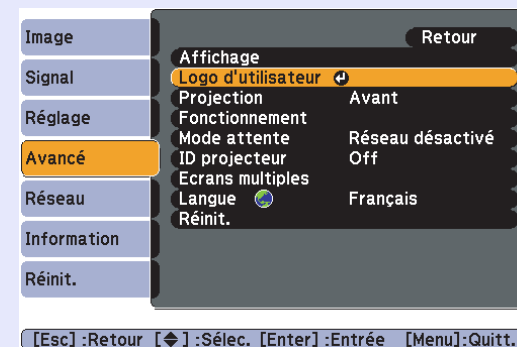 Image
Signal
Réglage
Avancé
Réseau
Information
Réinit.
Retour
Affichage
Logo d'utilisateur
Projection Avant
Fonctionnement
Mode attente Réseau désactivé
ID projecteur Off
Ecrans multiples
Langue Français
Réinit.
[Esc] :Retour [◆] :Sélec. [Enter] :Entrée [Menu]:Quitt.